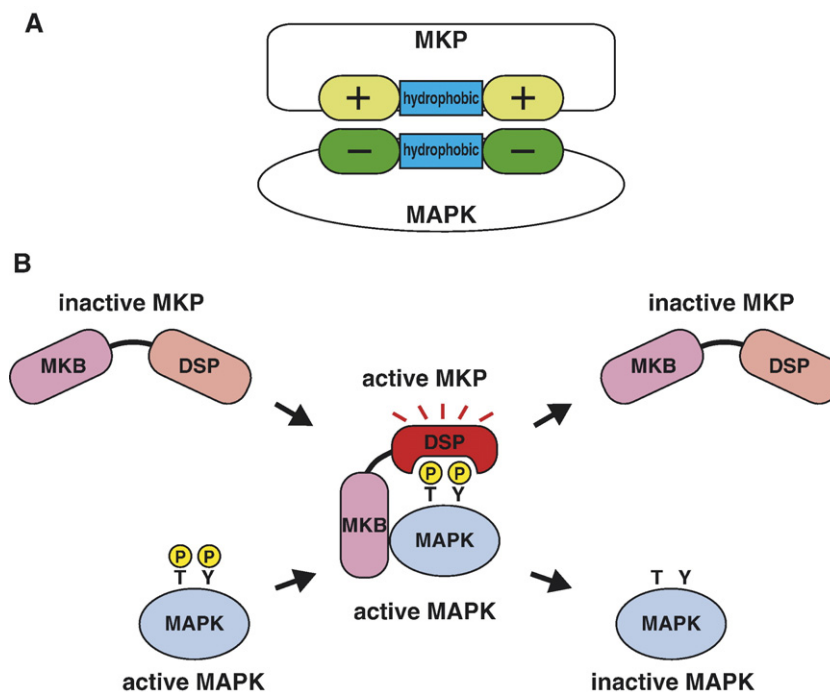 A
MKP
+ hydrophobic +
− hydrophobic −
MAPK
B
inactive MKP
inactive MKP
MKB
DSP
MKB
DSP
active MKP
DSP
P P
T Y
MKB
MAPK
P P
T Y
MAPK
active MAPK
active MAPK
T Y
MAPK
inactive MAPK